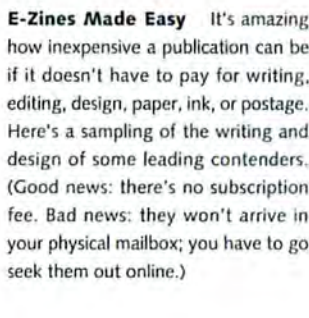 E-Zines Made Easy It's amazing
how inexpensive a publication can be
if it doesn't have to pay for writing,
editing, design, paper, ink, or postage.
Here's a sampling of the writing and
design of some leading contenders.
(Good news: there's no subscription
fee. Bad news: they won't arrive in
your physical mailbox; you have to go
seek them out online.)